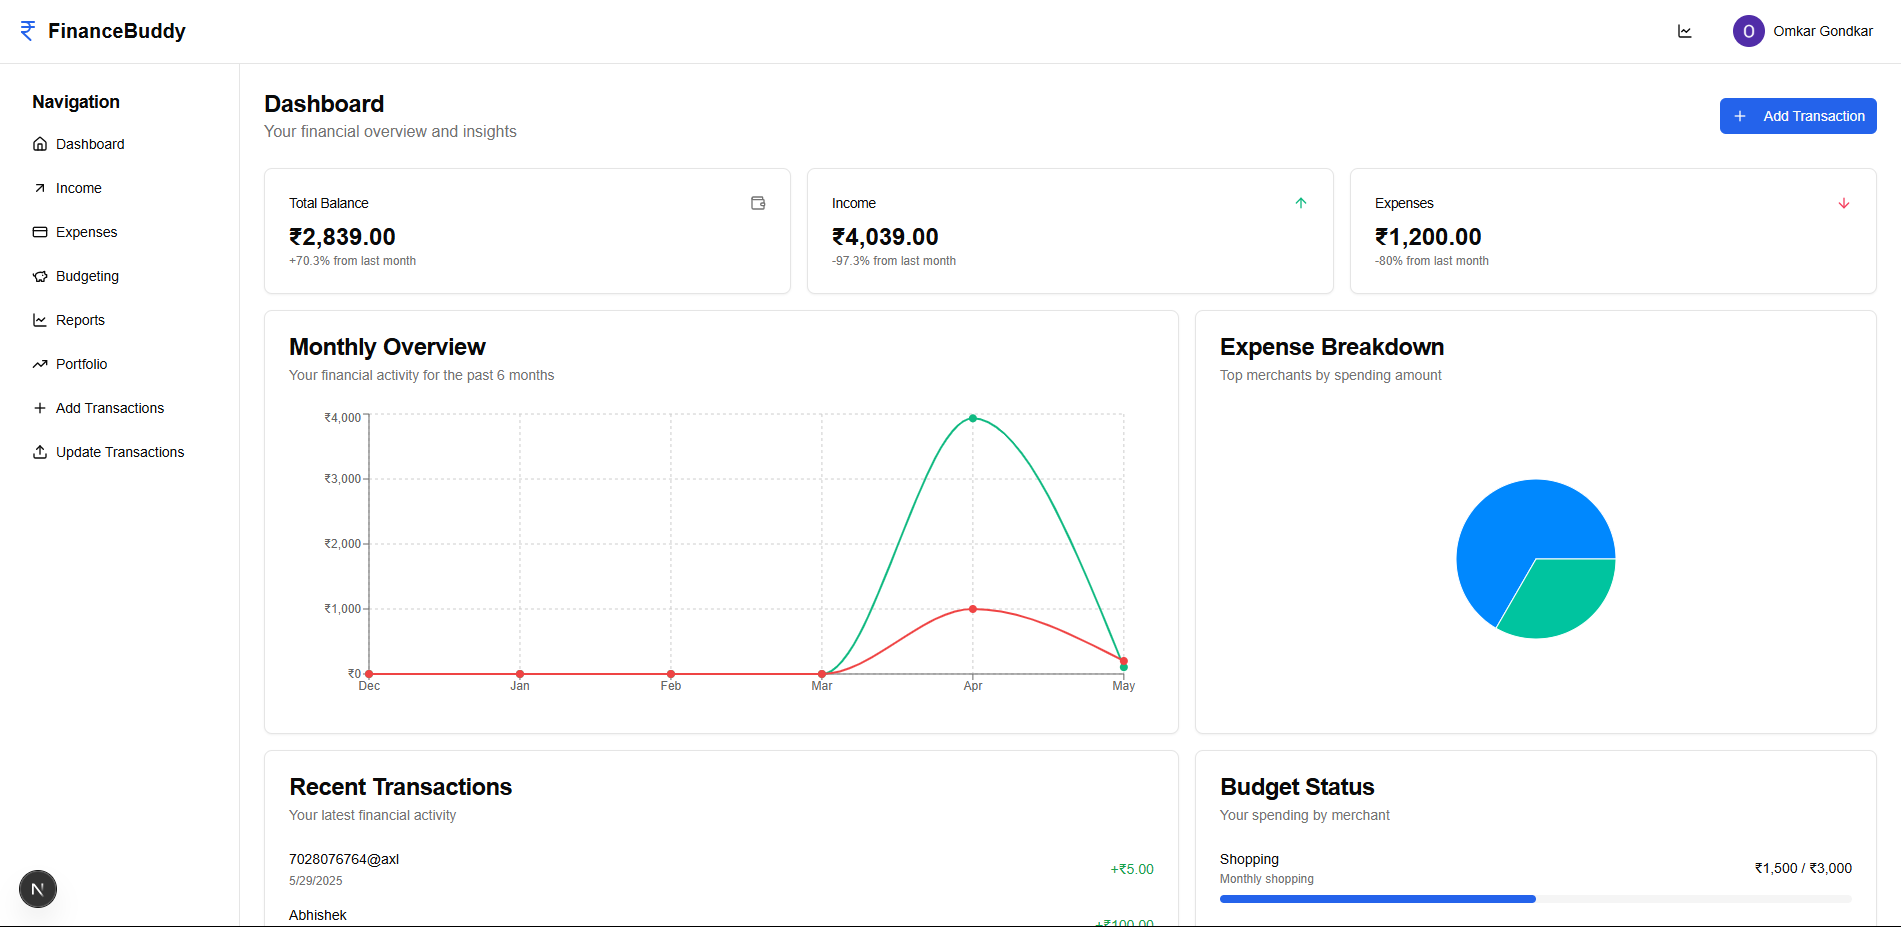 FinanceBuddy
O
Omkar Gondkar
Navigation
Dashboard
Income
Expenses
Budgeting
Reports
Portfolio
Add Transactions
Update Transactions
Dashboard
Your financial overview and insights
Add Transaction
Total Balance
₹2,839.00
+70.3% from last month
Income
₹4,039.00
-97.3% from last month
Expenses
₹1,200.00
-80% from last month
Monthly Overview
Your financial activity for the past 6 months
₹4,000
₹3,000
₹2,000
₹1,000
₹0
Dec Jan Feb Mar Apr May
Expense Breakdown
Top merchants by spending amount
Recent Transactions
Your latest financial activity
7028076764@axl
5/29/2025
+₹5.00
Abhishek
+₹100.00
Budget Status
Your spending by merchant
Shopping
Monthly shopping
₹1,500 / ₹3,000
N